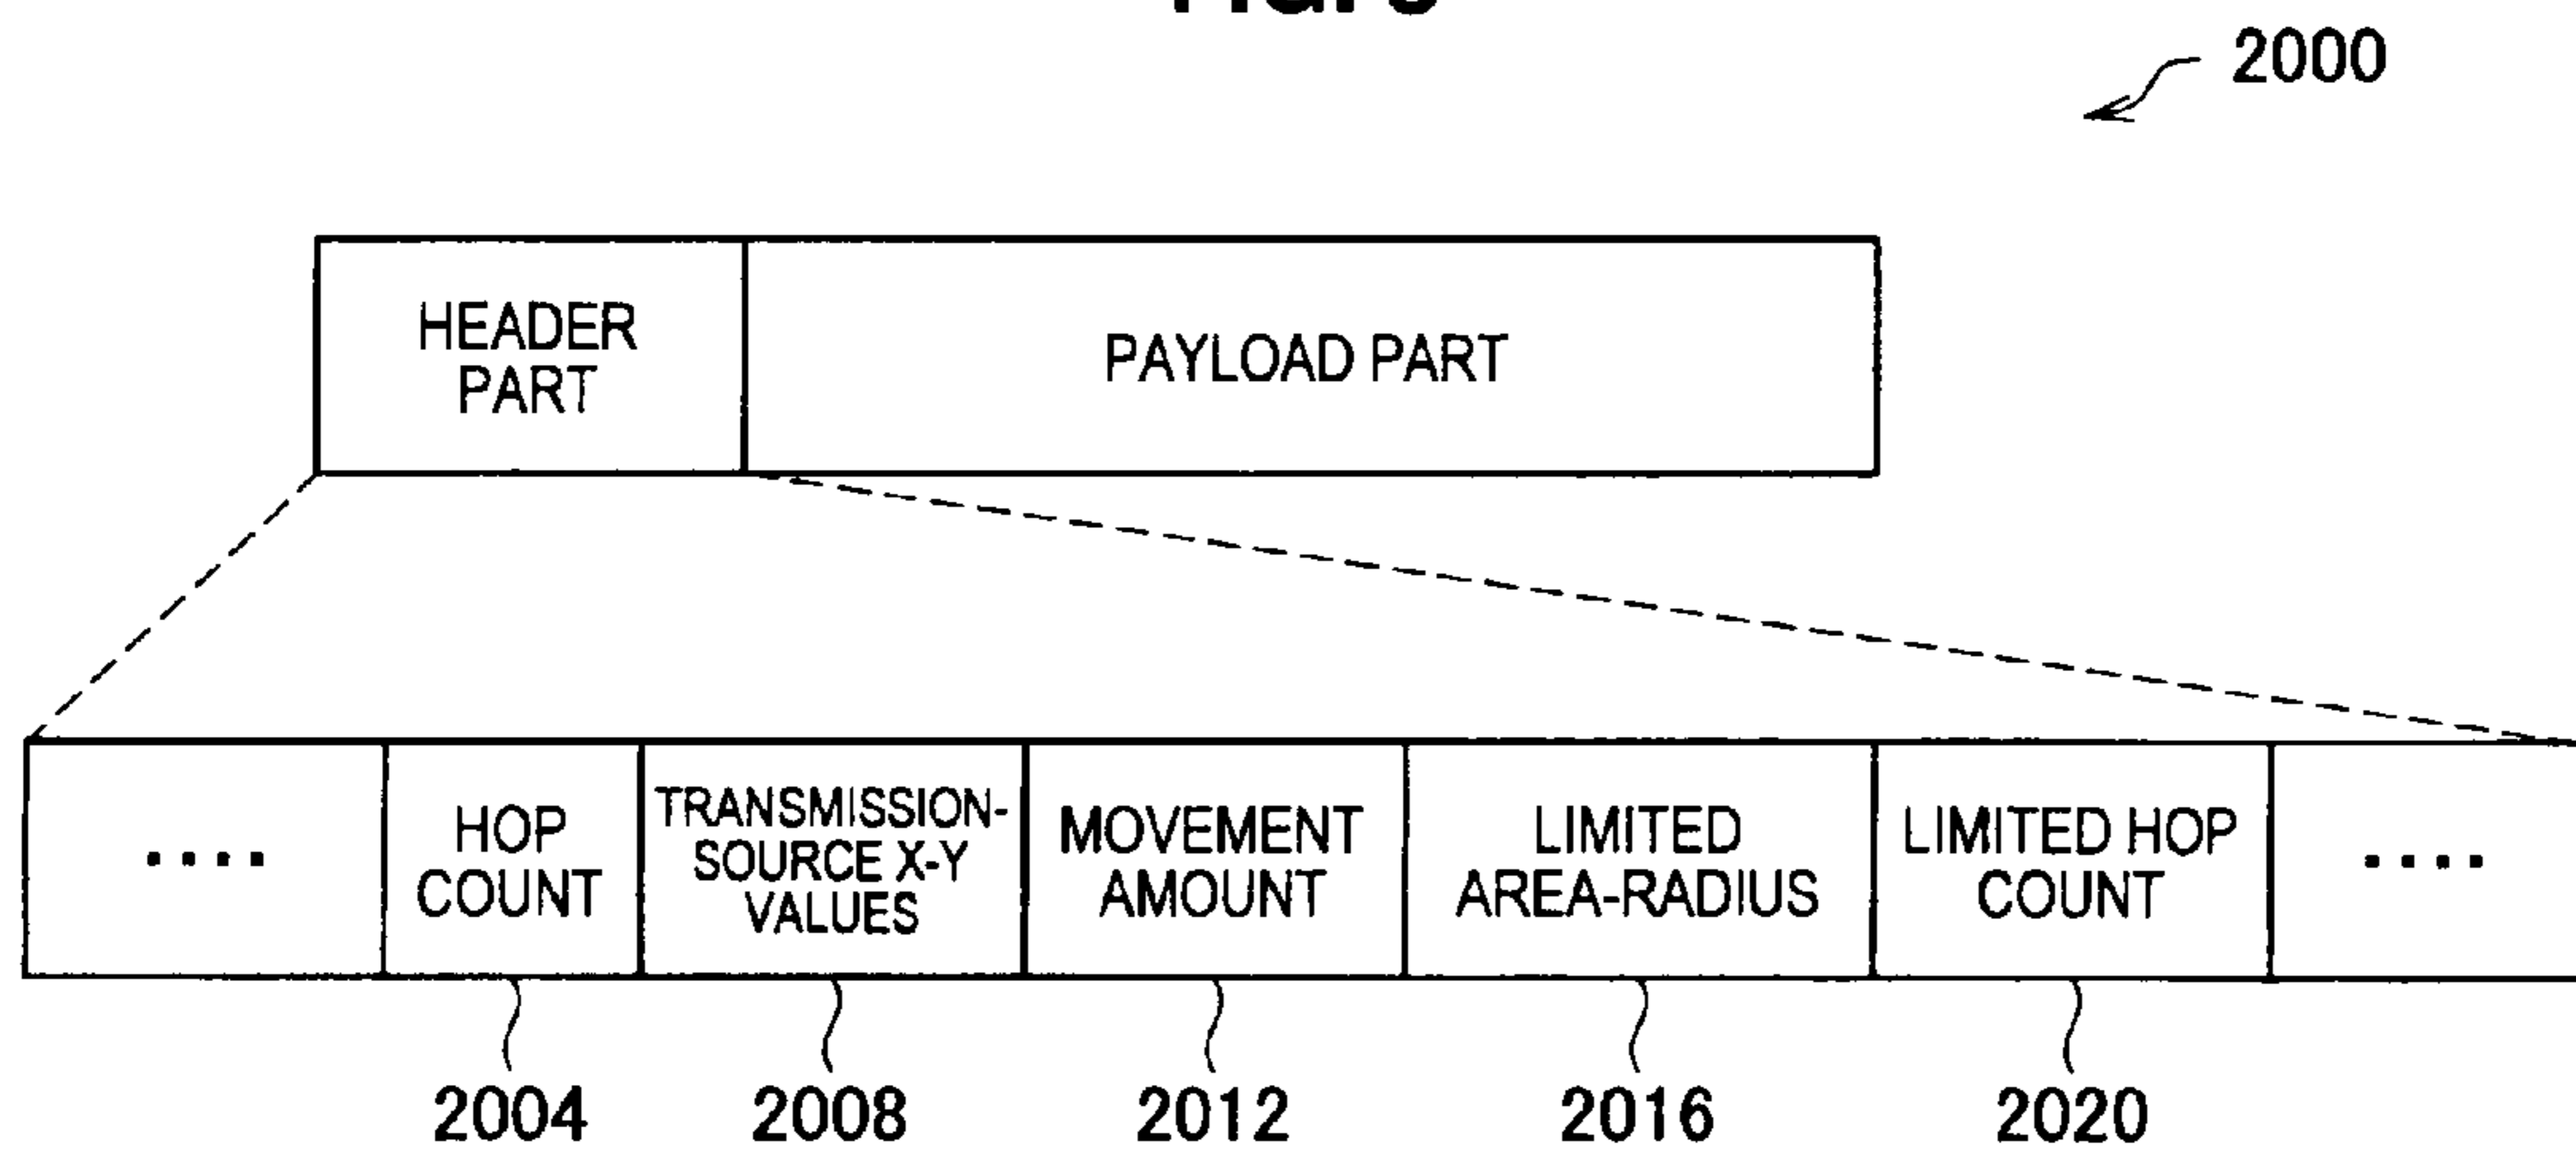 2000
HEADER
PART
PAYLOAD PART
....
HOP
COUNT
TRANSMISSION-
SOURCE X-Y
VALUES
MOVEMENT
AMOUNT
LIMITED
AREA-RADIUS
LIMITED HOP
COUNT
....
2004
2008
2012
2016
2020